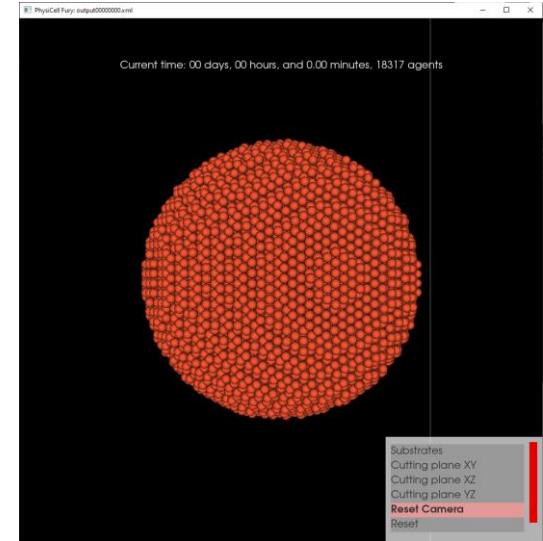 PhysiCell Fury: output00000000.xml
Current time: 00 days, 00 hours, and 0.00 minutes, 18317 agents
Substrates
Cutting plane XY
Cutting plane XZ
Cutting plane YZ
Reset Camera
Reset